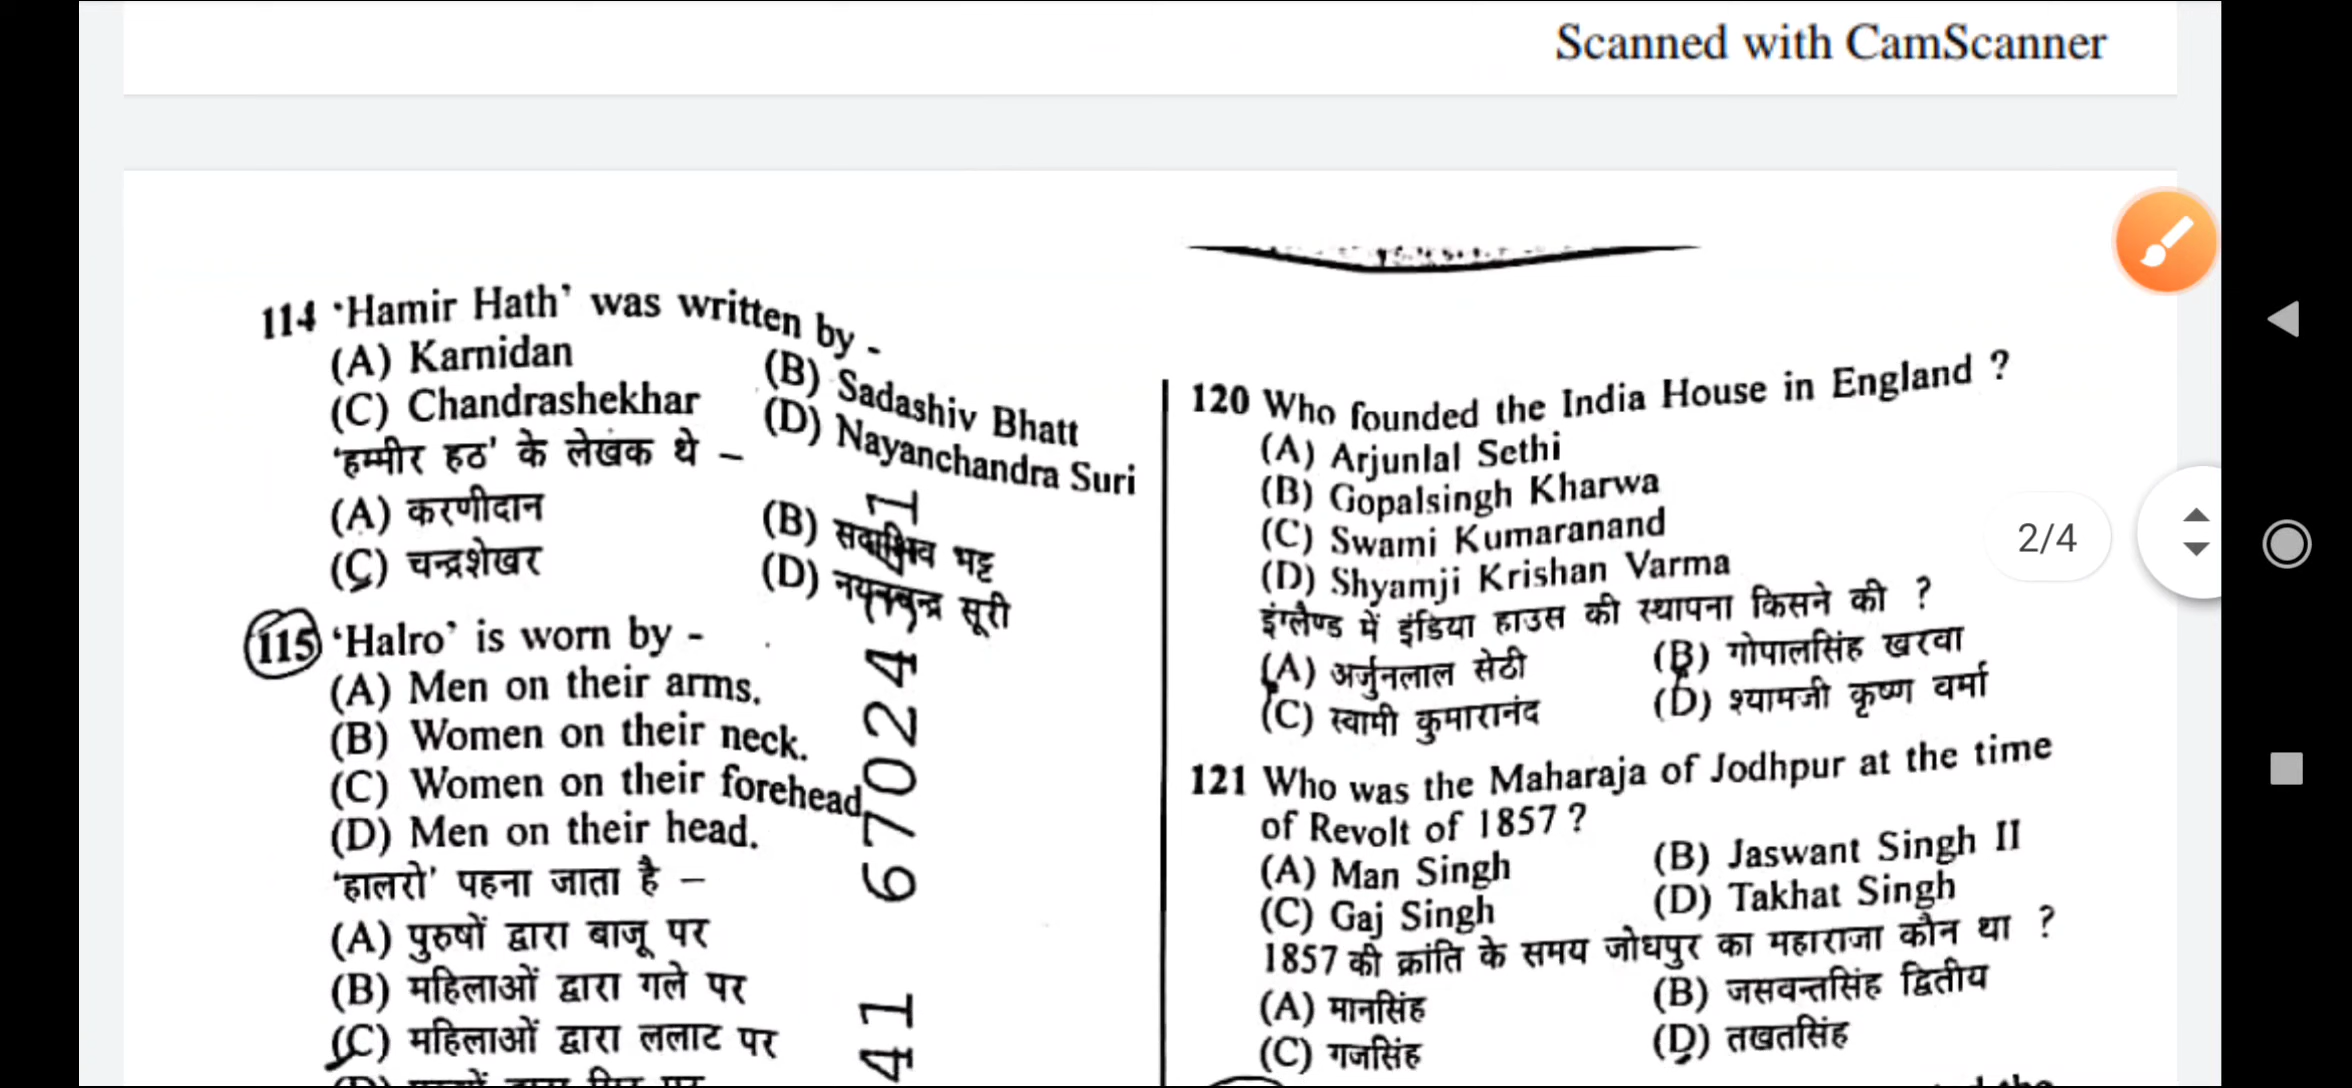 Scanned with CamScanner
114 'Hamir Hath' was written by -
(A) Karnidan (B) Sadashiv Bhatt
(C) Chandrashekhar (D) Nayanchandra Suri
'हम्मीर हठ' के लेखक थे –
(A) करणीदान (B) सदाशिव भट्ट
(C) चन्द्रशेखर (D) नयनचन्द्र सूरी
115 'Halro' is worn by -
(A) Men on their arms.
(B) Women on their neck.
(C) Women on their forehead
(D) Men on their head.
'हालरो' पहना जाता है –
(A) पुरुषों द्वारा बाजू पर
(B) महिलाओं द्वारा गले पर
(C) महिलाओं द्वारा ललाट पर
41 67024
120 Who founded the India House in England ?
(A) Arjunlal Sethi
(B) Gopalsingh Kharwa
(C) Swami Kumaranand
(D) Shyamji Krishan Varma
इंग्लैण्ड में इंडिया हाउस की स्थापना किसने की ?
(A) अर्जुनलाल सेठी (B) गोपालसिंह खरवा
(C) स्वामी कुमारानंद (D) श्यामजी कृष्ण वर्मा
121 Who was the Maharaja of Jodhpur at the time
of Revolt of 1857 ?
(A) Man Singh (B) Jaswant Singh II
(C) Gaj Singh (D) Takhat Singh
1857 की क्रांति के समय जोधपुर का महाराजा कौन था ?
(A) मानसिंह (B) जसवन्तसिंह द्वितीय
(C) गजसिंह (D) तखतसिंह
2/4